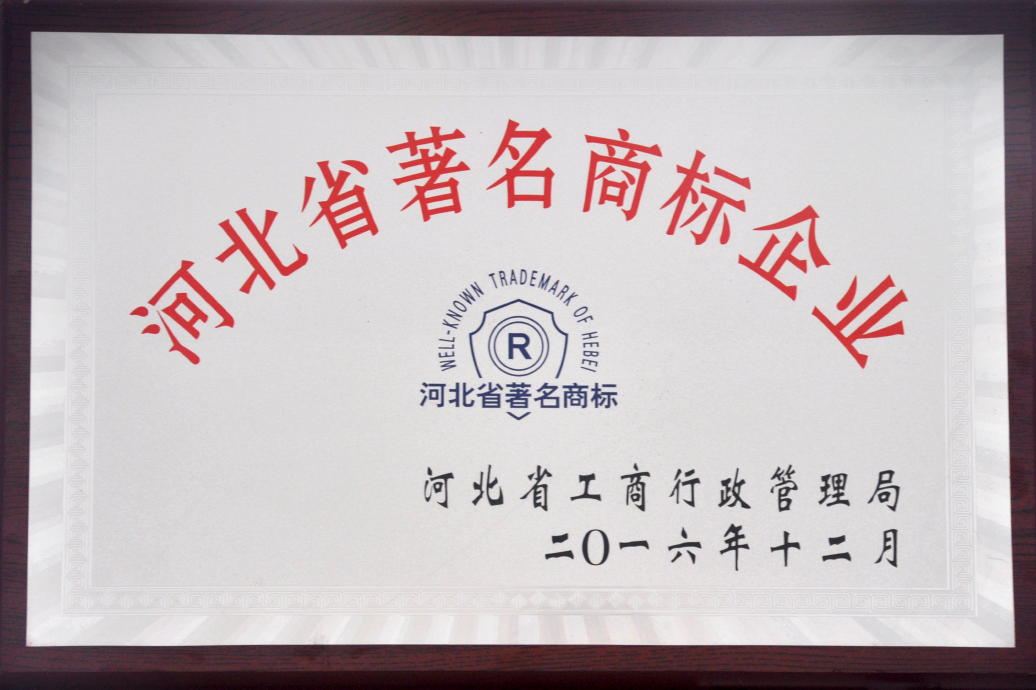 河北省著名商标企业
WELL-KNOWN TRADEMARK OF HEBEI
R
河北省著名商标
河北省工商行政管理局
二〇一六年十二月